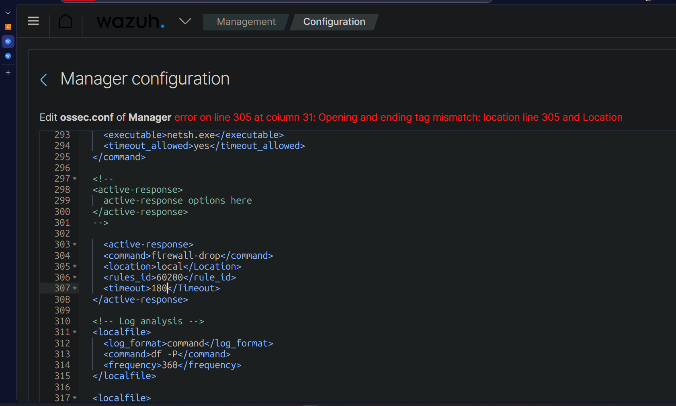 wazuh. Management Configuration
Manager configuration
Edit ossec.conf of Manager error on line 305 at column 31: Opening and ending tag mismatch: location line 305 and Location
293 <executable>netsh.exe</executable>
294 <timeout_allowed>yes</timeout_allowed>
295 </command>
296
297 <!--
298 <active-response>
299 active-response options here
300 </active-response>
301 -->
302
303 <active-response>
304 <command>firewall-drop</command>
305 <location>local</Location>
306 <rules_id>60200</rule_id>
307 <timeout>180</Timeout>
308 </active-response>
309
310 <!-- Log analysis -->
311 <localfile>
312 <log_format>command</log_format>
313 <command>df -P</command>
314 <frequency>360</frequency>
315 </localfile>
316
317 <localfile>